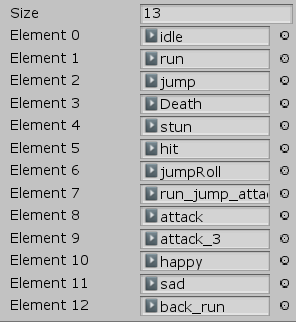 Size 13
Element 0 idle
Element 1 run
Element 2 jump
Element 3 Death
Element 4 stun
Element 5 hit
Element 6 jumpRoll
Element 7 run_jump_atta
Element 8 attack
Element 9 attack_3
Element 10 happy
Element 11 sad
Element 12 back_run